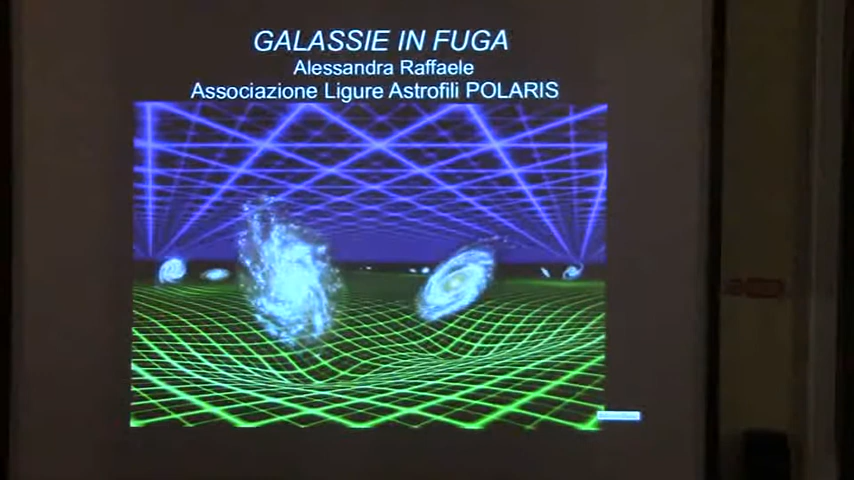 GALASSIE IN FUGA
Alessandra Raffaele
Associazione Ligure Astrofili POLARIS